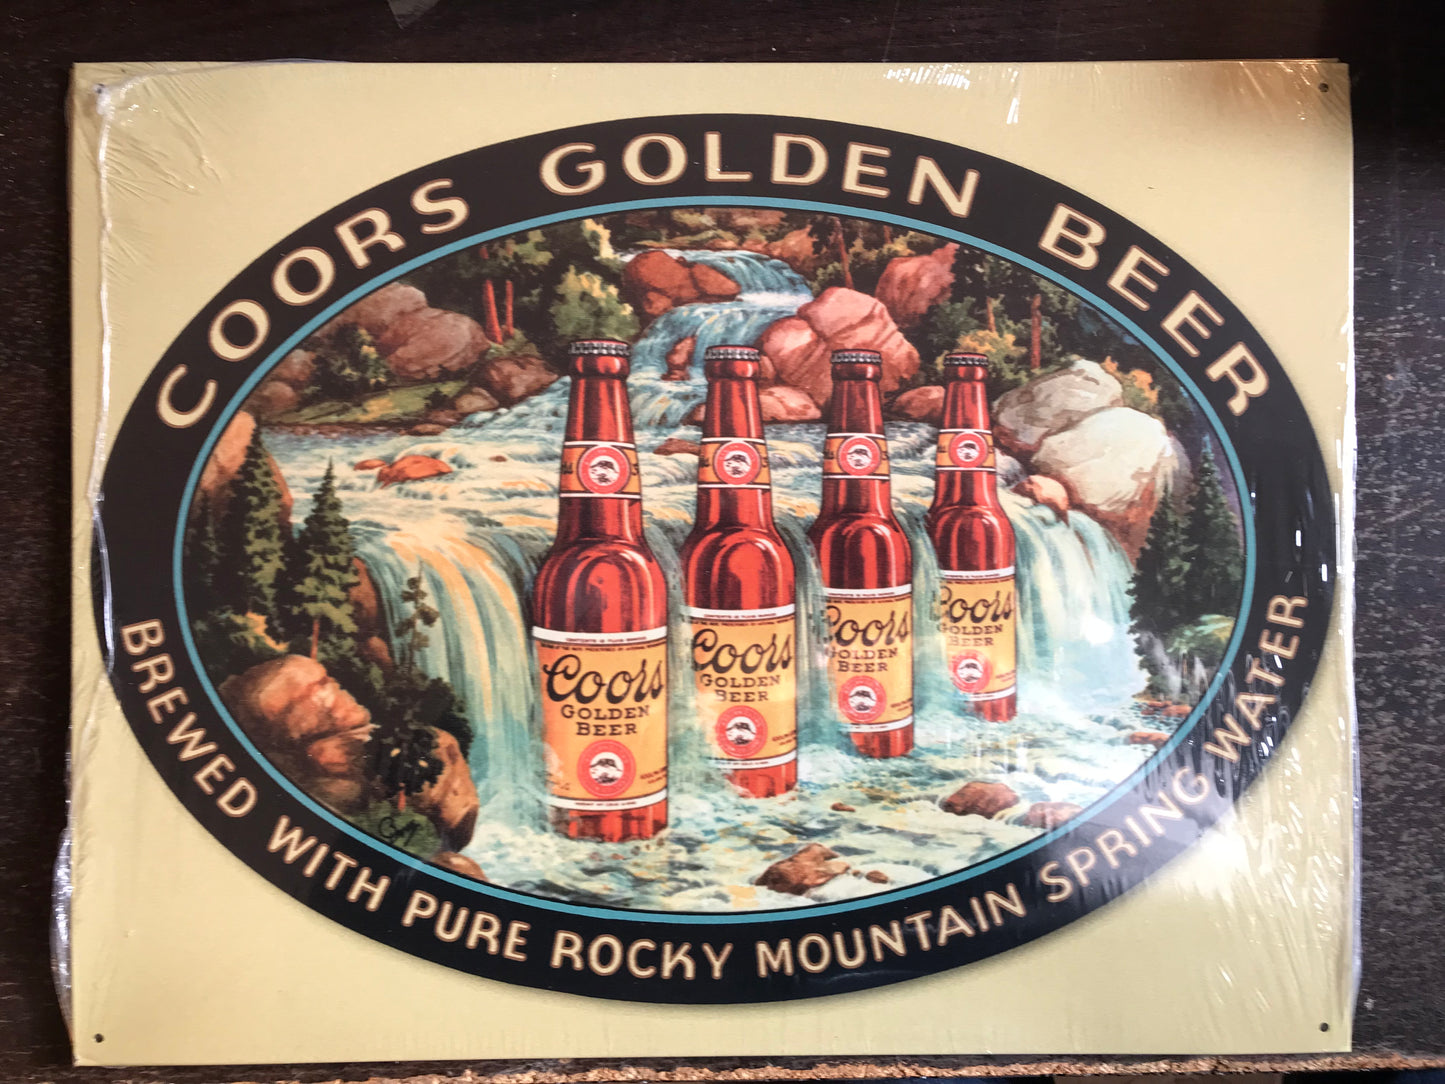 COORS GOLDEN BEER
Coors
GOLDEN
BEER
Coors
GOLDEN
BEER
Coors
GOLDEN
BEER
Coors
GOLDEN
BEER
BREWED WITH PURE ROCKY MOUNTAIN SPRING WATER